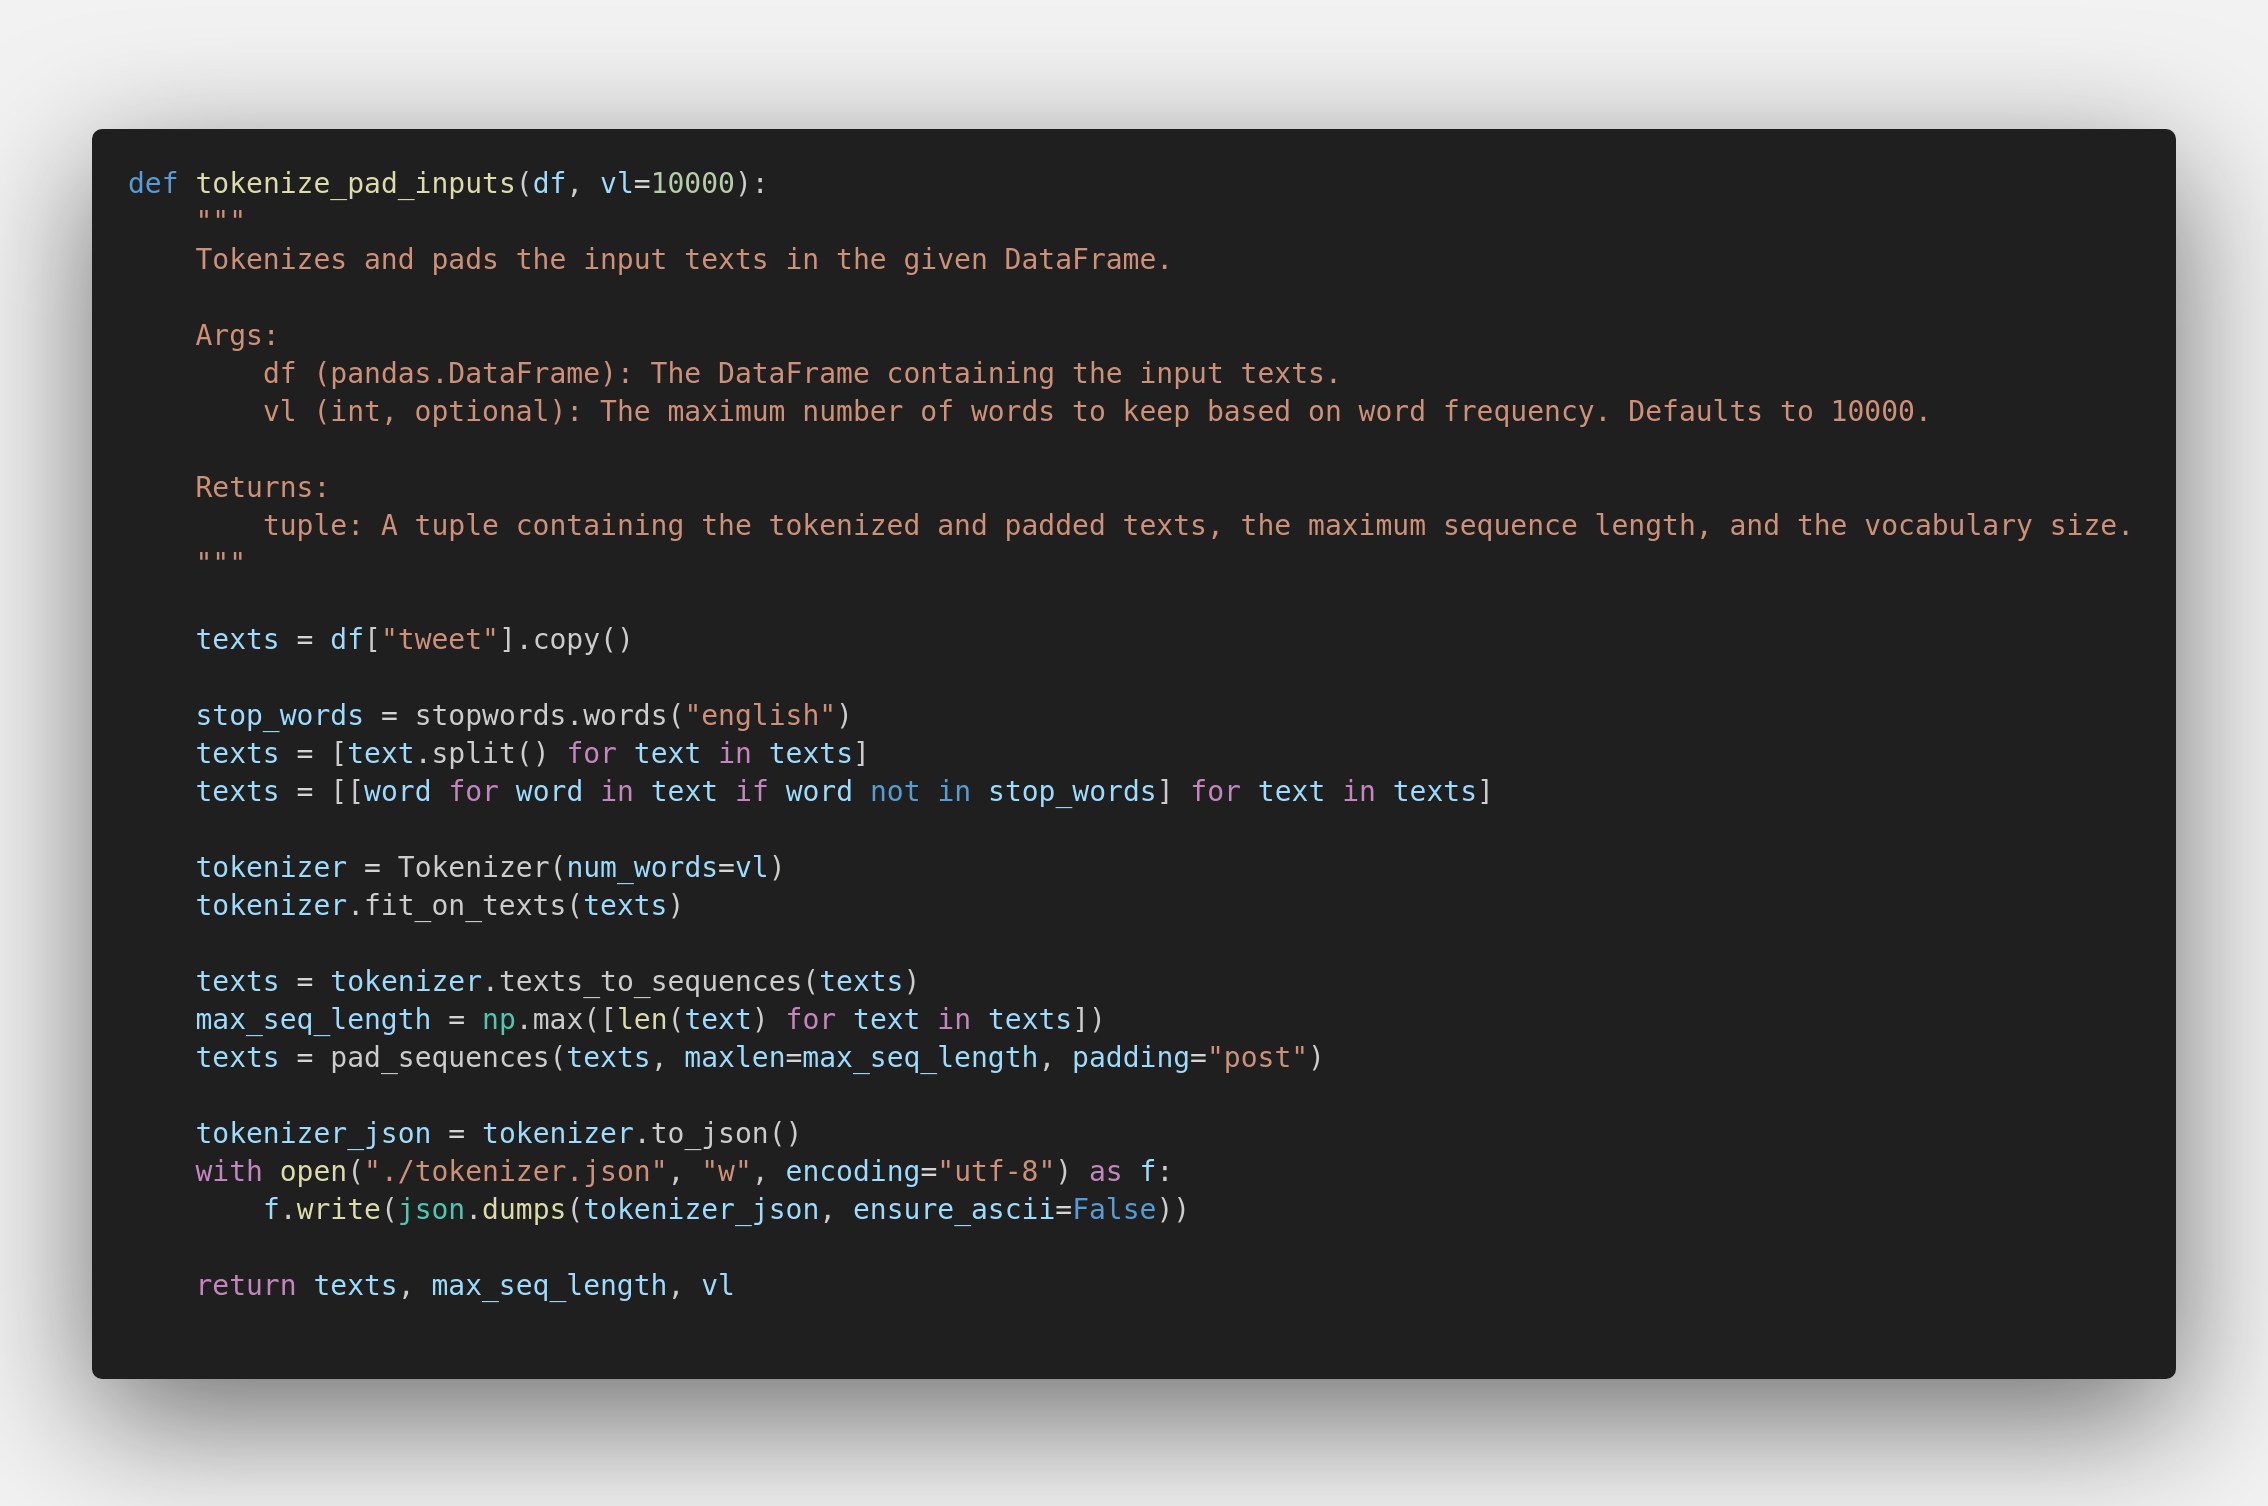 def tokenize_pad_inputs(df, vl=10000):
    """
    Tokenizes and pads the input texts in the given DataFrame.

    Args:
        df (pandas.DataFrame): The DataFrame containing the input texts.
        vl (int, optional): The maximum number of words to keep based on word frequency. Defaults to 10000.

    Returns:
        tuple: A tuple containing the tokenized and padded texts, the maximum sequence length, and the vocabulary size.
    """

    texts = df["tweet"].copy()

    stop_words = stopwords.words("english")
    texts = [text.split() for text in texts]
    texts = [[word for word in text if word not in stop_words] for text in texts]

    tokenizer = Tokenizer(num_words=vl)
    tokenizer.fit_on_texts(texts)

    texts = tokenizer.texts_to_sequences(texts)
    max_seq_length = np.max([len(text) for text in texts])
    texts = pad_sequences(texts, maxlen=max_seq_length, padding="post")

    tokenizer_json = tokenizer.to_json()
    with open("./tokenizer.json", "w", encoding="utf-8") as f:
        f.write(json.dumps(tokenizer_json, ensure_ascii=False))

    return texts, max_seq_length, vl